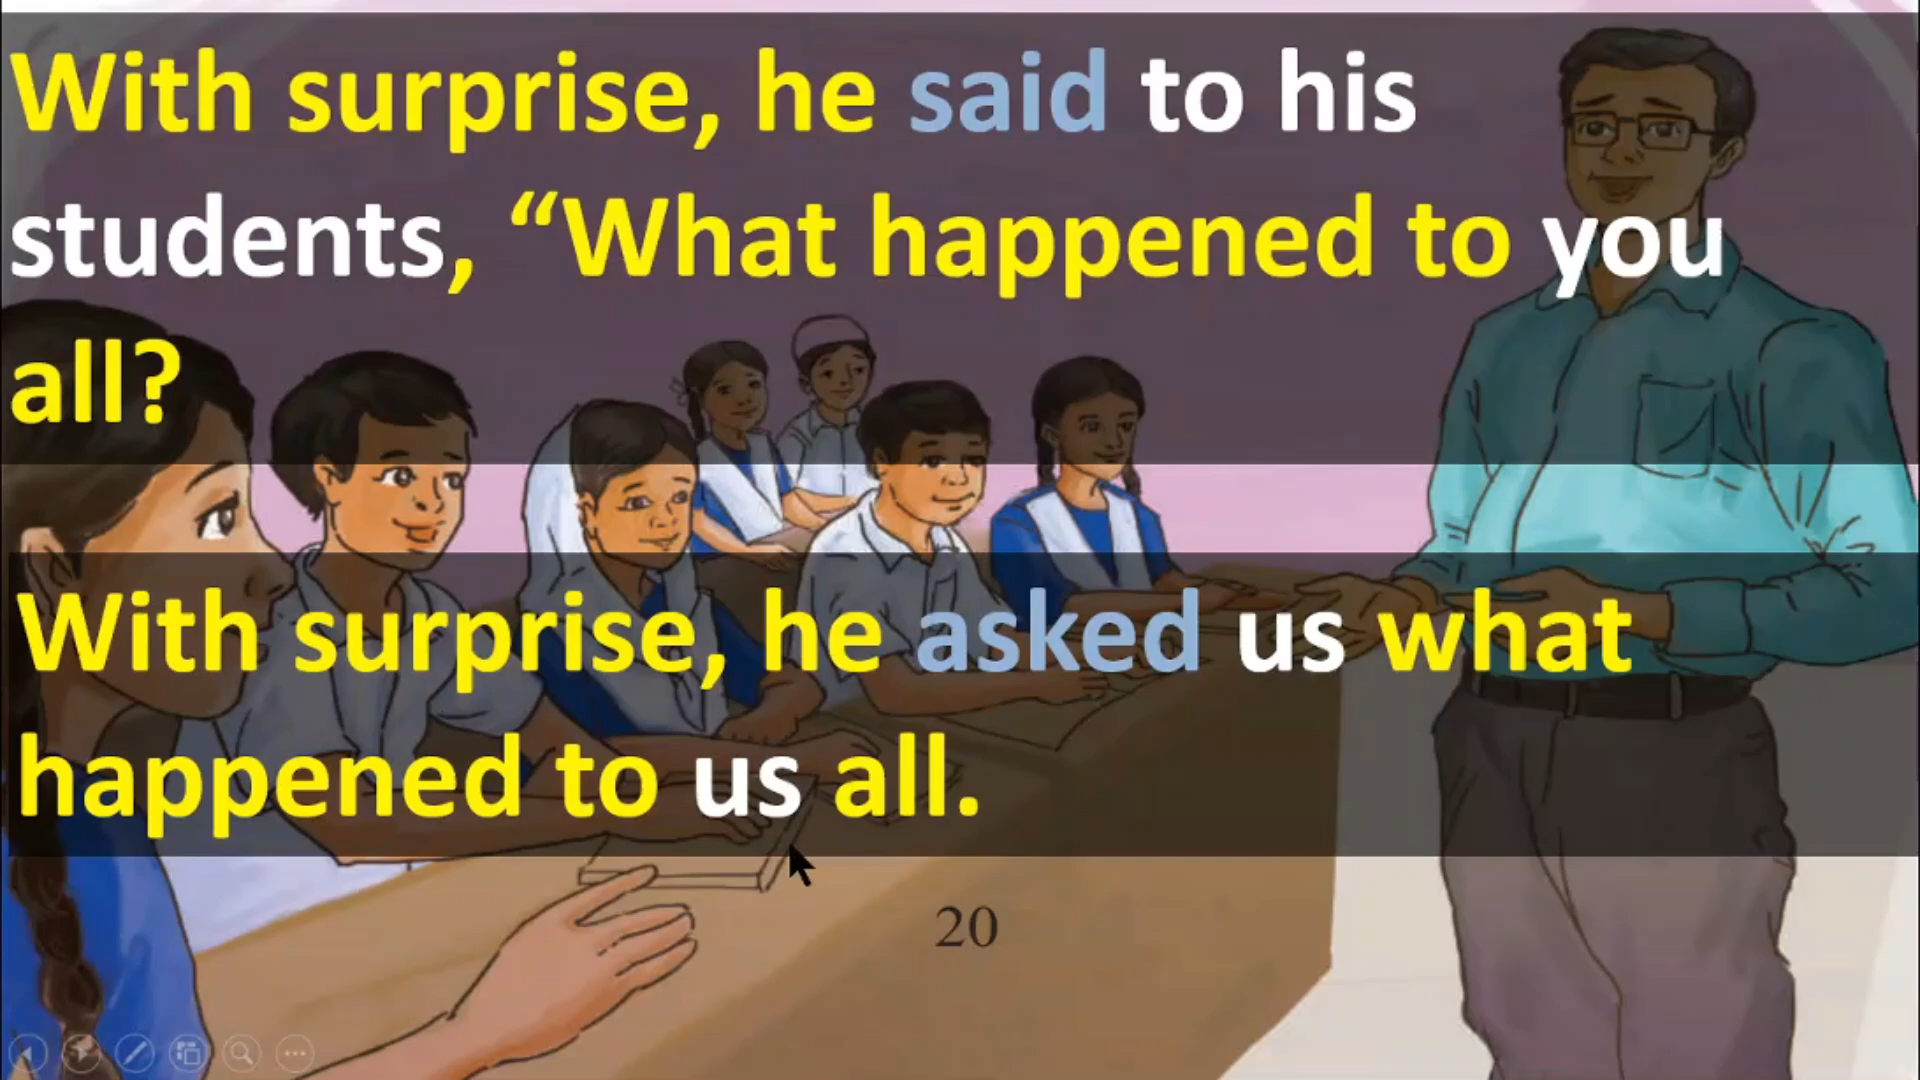 With surprise, he said to his
students, “What happened to you
all?
With surprise, he asked us what
happened to us all.
20